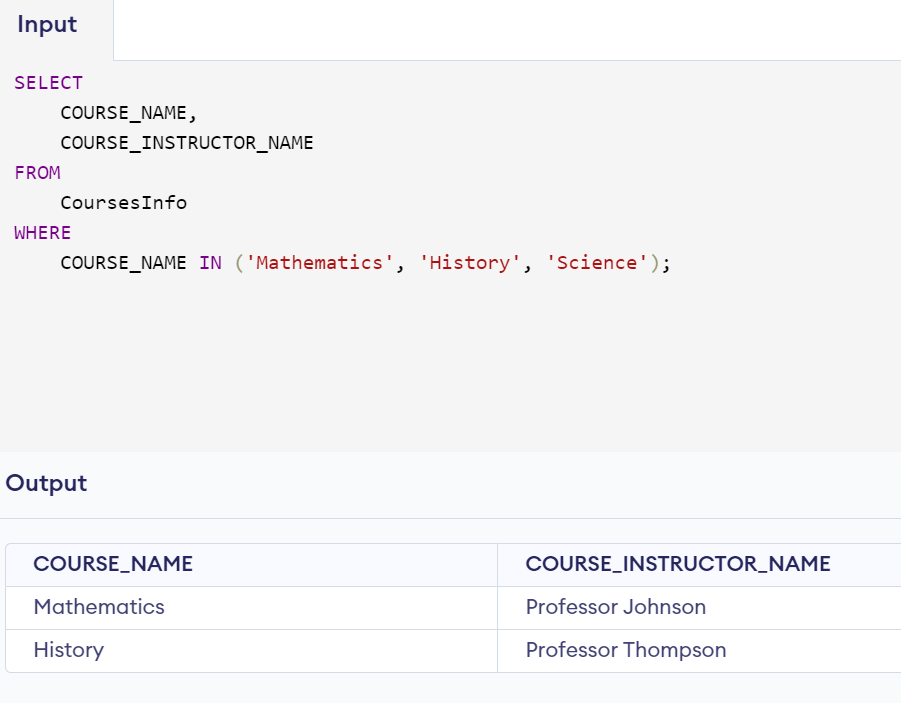 Input
SELECT
    COURSE_NAME,
    COURSE_INSTRUCTOR_NAME
FROM
    CoursesInfo
WHERE
    COURSE_NAME IN ('Mathematics', 'History', 'Science');
Output
COURSE_NAME COURSE_INSTRUCTOR_NAME
Mathematics Professor Johnson
History Professor Thompson